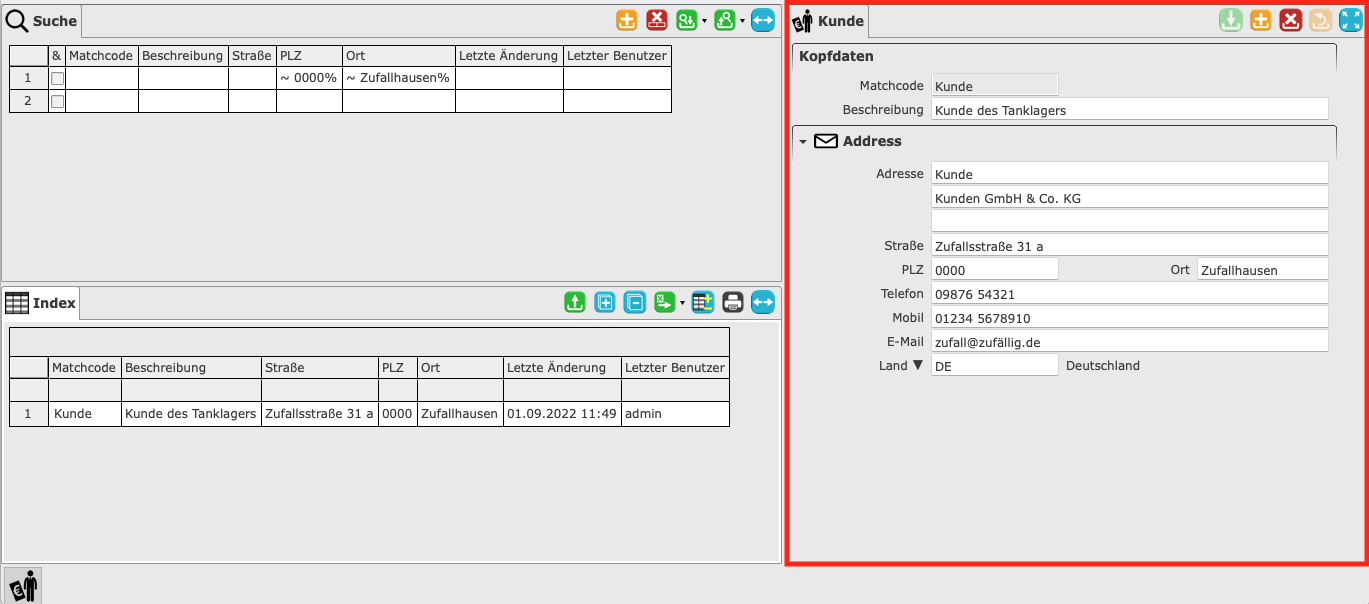 Suche
& Matchcode Beschreibung Straße PLZ Ort Letzte Änderung Letzter Benutzer
1 ~ 0000% ~ Zufallhausen%
2
Index
Matchcode Beschreibung Straße PLZ Ort Letzte Änderung Letzter Benutzer
1 Kunde Kunde des Tanklagers Zufallsstraße 31 a 0000 Zufallhausen 01.09.2022 11:49 admin
Kunde
Kopfdaten
Matchcode Kunde
Beschreibung Kunde des Tanklagers
Address
Adresse Kunde
Kunden GmbH & Co. KG
Straße Zufallsstraße 31 a
PLZ 0000 Ort Zufallhausen
Telefon 09876 54321
Mobil 01234 5678910
E-Mail zufall@zufällig.de
Land ▼ DE Deutschland